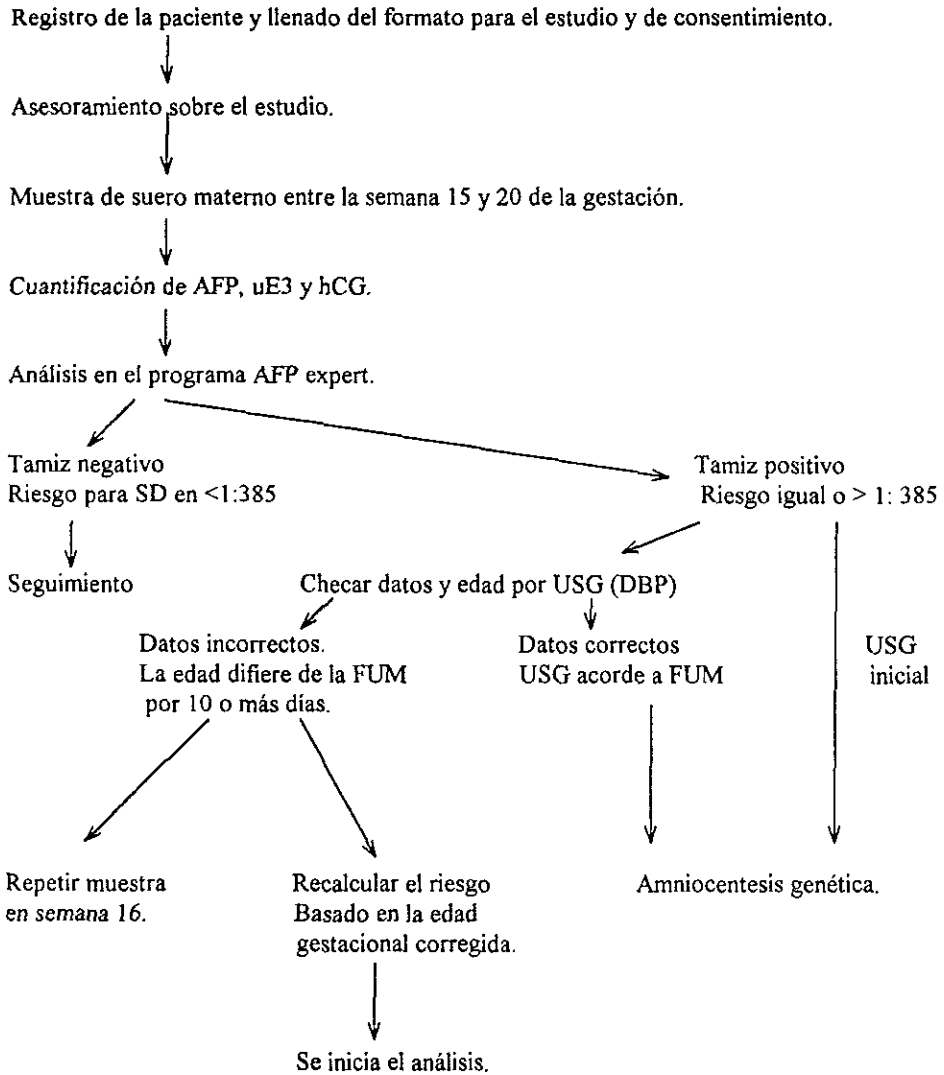 Registro de la paciente y llenado del formato para el estudio y de consentimiento.
Asesoramiento sobre el estudio.
Muestra de suero materno entre la semana 15 y 20 de la gestación.
Cuantificación de AFP, uE3 y hCG.
Análisis en el programa AFP expert.
Tamiz negativo
Riesgo para SD en <1:385
Tamiz positivo
Riesgo igual o > 1: 385
Seguimiento
Checar datos y edad por USG (DBP)
Datos incorrectos.
La edad difiere de la FUM
por 10 o más días.
Datos correctos
USG acorde a FUM
USG
inicial
Repetir muestra
en semana 16.
Recalcular el riesgo
Basado en la edad
gestacional corregida.
Amniocentesis genética.
Se inicia el análisis.